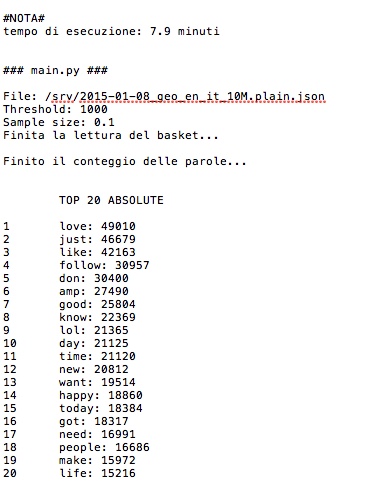 #NOTA#
tempo di esecuzione: 7.9 minuti
### main.py ###
File: /srv/2015-01-08_geo_en_it_10M.plain.json
Threshold: 1000
Sample size: 0.1
Finita la lettura del basket...
Finito il conteggio delle parole...
TOP 20 ABSOLUTE
1 love: 49010
2 just: 46679
3 like: 42163
4 follow: 30957
5 don: 30400
6 amp: 27490
7 good: 25804
8 know: 22369
9 lol: 21365
10 day: 21125
11 time: 21120
12 new: 20812
13 want: 19514
14 happy: 18860
15 today: 18384
16 got: 18317
17 need: 16991
18 people: 16686
19 make: 15972
20 life: 15216